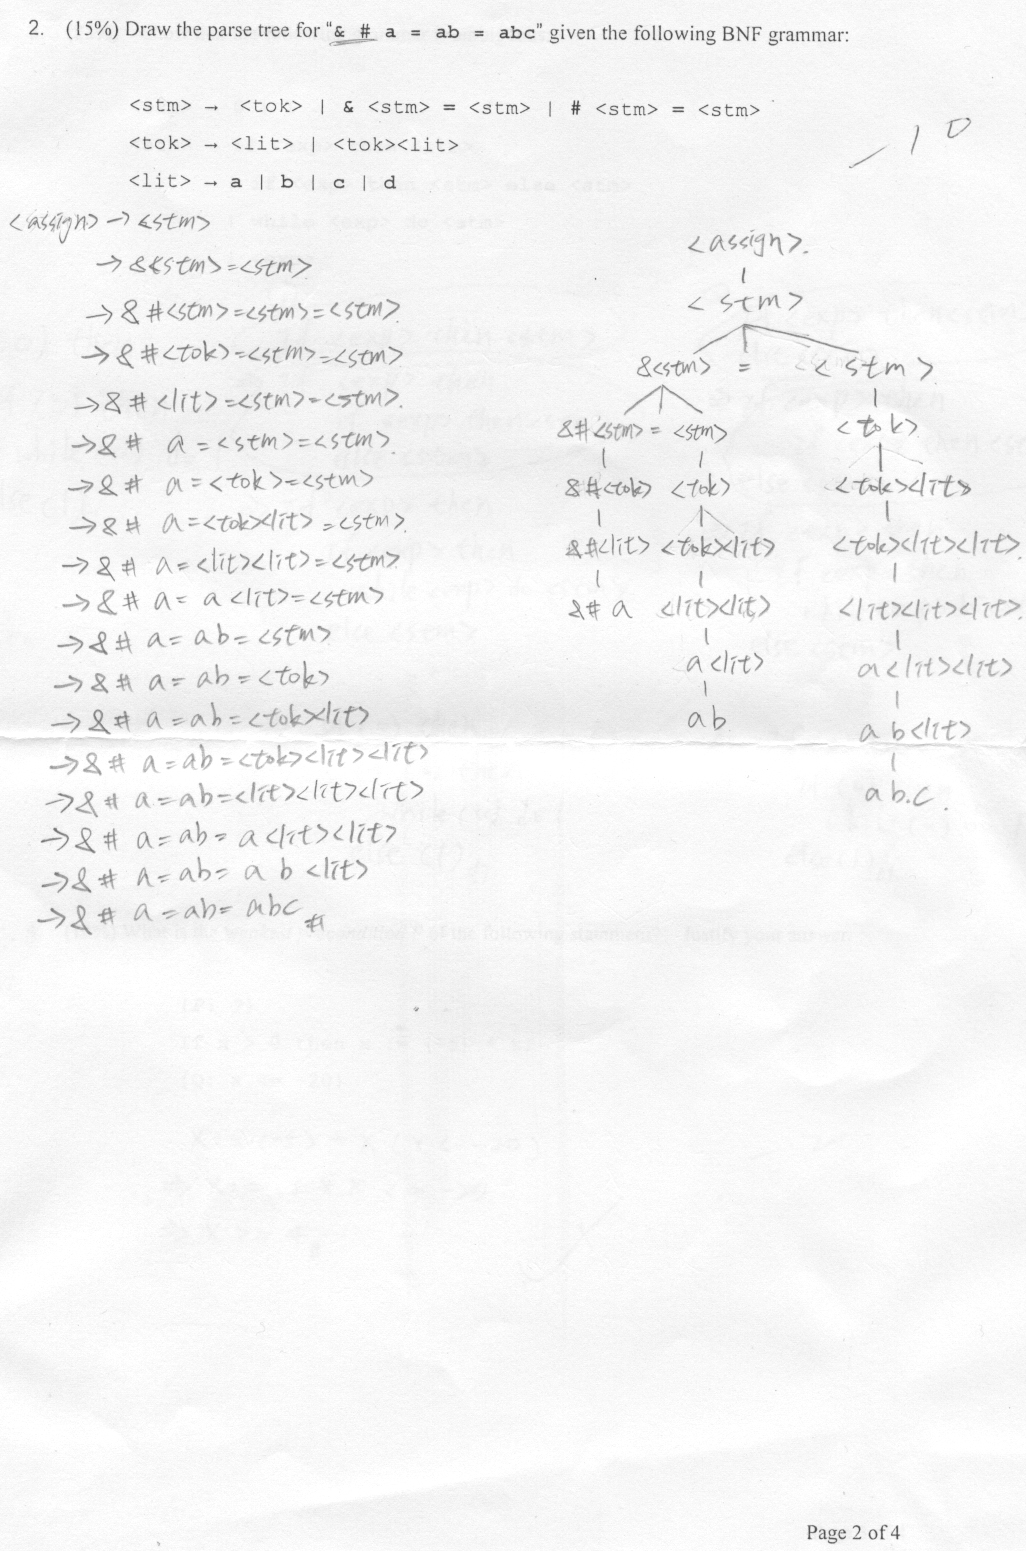 2. (15%) Draw the parse tree for "& # a = ab = abc" given the following BNF grammar:
<stm> → <tok> | & <stm> = <stm> | # <stm> = <stm>
<tok> → <lit> | <tok><lit>
<lit> → a | b | c | d
-10
<assign> → <stm>
→ &<stm>=<stm>
→ &#<stm>=<stm>=<stm>
→ &#<tok>=<stm>=<stm>
→ &# <lit>=<stm>=<stm>.
→ &# a=<stm>=<stm>
→ &# a=<tok>=<stm>
→ &# a=<tok><lit>=<stm>.
→ &# a=<lit><lit>=<stm>
→ &# a= a<lit>=<stm>
→ &# a= ab=<stm>
→ &# a= ab=<tok>
→ &# a=ab=<tok><lit>
→ &# a=ab=<tok><lit><lit>
→ &# a=ab=<lit><lit><lit>
→ &# a=ab= a<lit><lit>
→ &# a=ab= a b <lit>
→ &# a=ab= abc #
<assign>.
<stm>
&<stm> = <stm>
&#<stm> = <stm> <tok>
&#<tok> <tok> <tok><lit>
&#<lit> <tok><lit> <tok><lit><lit>
&# a <lit><lit> <lit><lit><lit>
a<lit> a<lit><lit>
ab a b<lit>
ab.c.
Page 2 of 4